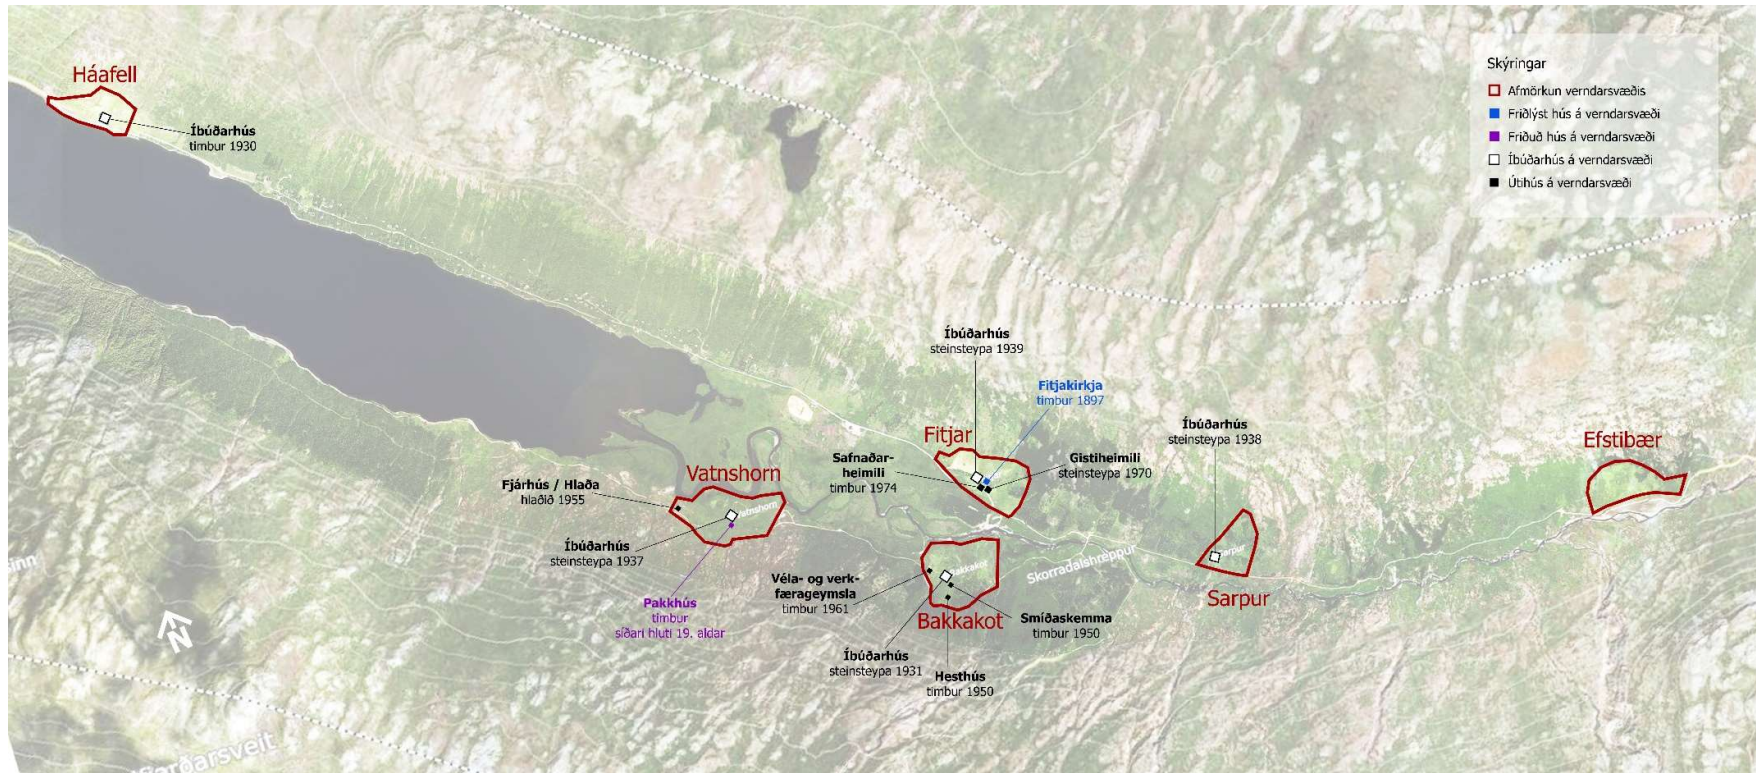 Háafell
Íbúðarhús
timbur 1930
Skýringar
Afmörkun verndarsvæðis
Friðlýst hús á verndarsvæði
Friðuð hús á verndarsvæði
Íbúðarhús á verndarsvæði
Útihús á verndarsvæði
Íbúðarhús
steinsteypa 1939
Fitjakirkja
timbur 1897
Fitjar
Safnaðar-
heimili
timbur 1974
Gistiheimili
steinsteypa 1970
Íbúðarhús
steinsteypa 1938
Efstibær
Vatnshorn
Fjárhús / Hlaða
hlaðið 1955
Vatnshorn
Íbúðarhús
steinsteypa 1937
Pakkhús
timbur
síðari hluti 19. aldar
Véla- og verk-
færageymsla
timbur 1961
Bakkakot
Bakkakot
Smíðaskemma
timbur 1950
Íbúðarhús
steinsteypa 1931
Hesthús
timbur 1950
Skorradalshreppur
Sarpur
Sarpur
N